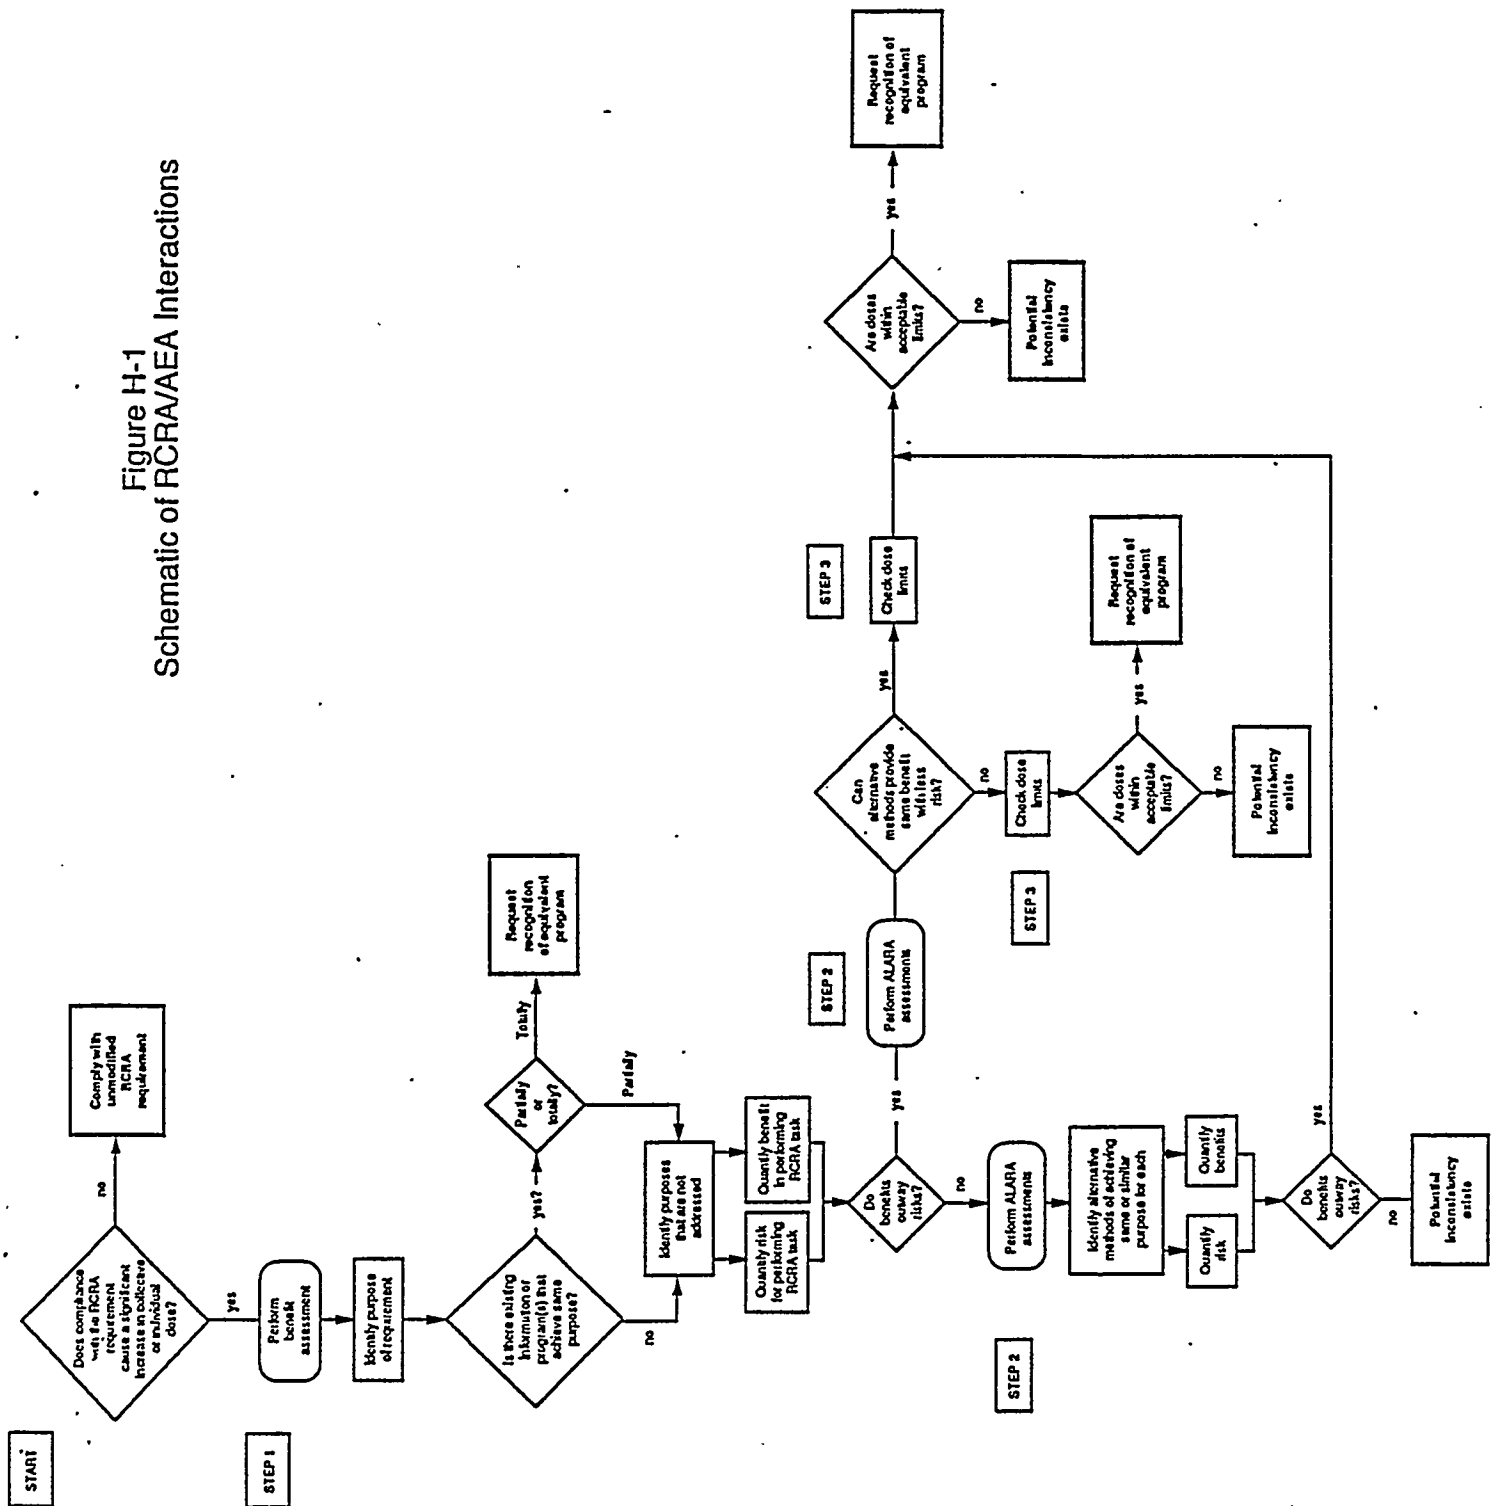 Figure H-1
Schematic of RCRA/AEA Interactions
START
Does compliance
with the RCRA
requirement
cause a significant
increase in collective
or individual
dose?
no
Comply with
unmodified
RCRA
requirement
yes
STEP 1
Perform
benefit
assessment
Identify purpose
of requirement
Is there existing
information or
program(s) that
achieve same
purpose?
yes?
Partially
or
totally?
Totally
Request
recognition
of equivalent
program
Partially
no
Identify purposes
that are not
addressed
Quantify risk
for performing
RCRA task
Quantify benefit
in performing
RCRA task
Do
benefits
outway
risks?
yes
STEP 2
Perform ALARA
assessments
Can
alternative
methods provide
same benefit
with less
risk?
yes
STEP 3
Check dose
limits
Are doses
within
acceptable
limits?
yes
Request
recognition of
equivalent
program
no
Potential
inconsistency
exists
no
STEP 3
Check dose
limits
Are doses
within
acceptable
limits?
yes
Request
recognition of
equivalent
program
no
Potential
inconsistency
exists
no
STEP 2
Perform ALARA
assessments
Identify alternative
methods of achieving
same or similar
purpose for each
Quantify
risk
Quantify
benefits
Do
benefits
outway
risks?
yes
no
Potential
inconsistency
exists